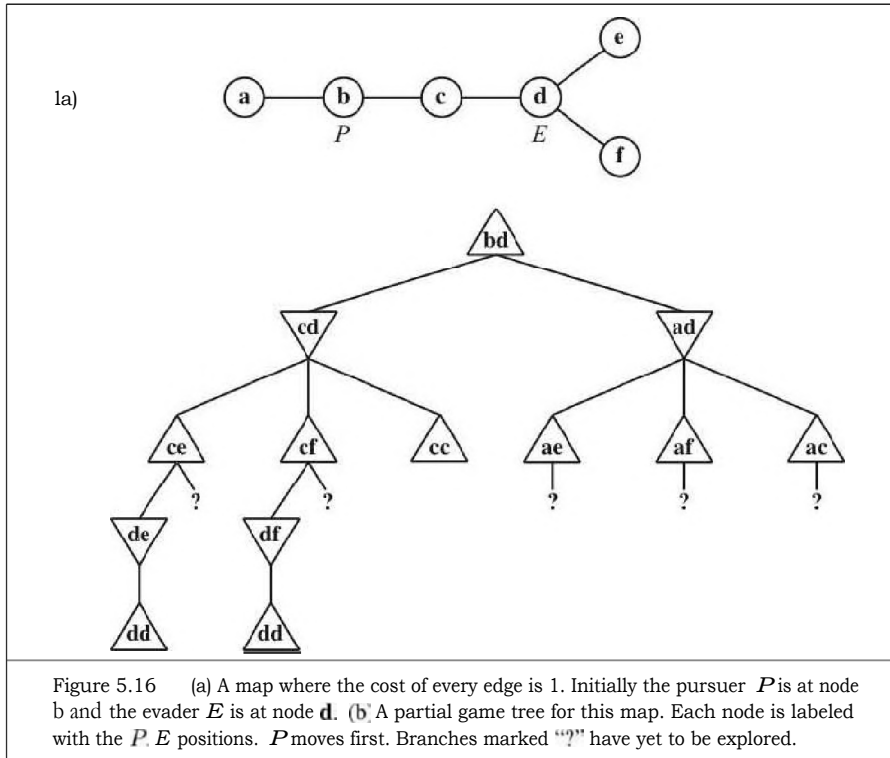 la)
e
a b c d
P E
f
bd
cd ad
ce cf cc ae af ac
? ? ? ? ?
de df
dd dd
Figure 5.16 (a) A map where the cost of every edge is 1. Initially the pursuer P is at node
b and the evader E is at node d. (b) A partial game tree for this map. Each node is labeled
with the P, E positions. P moves first. Branches marked "?" have yet to be explored.